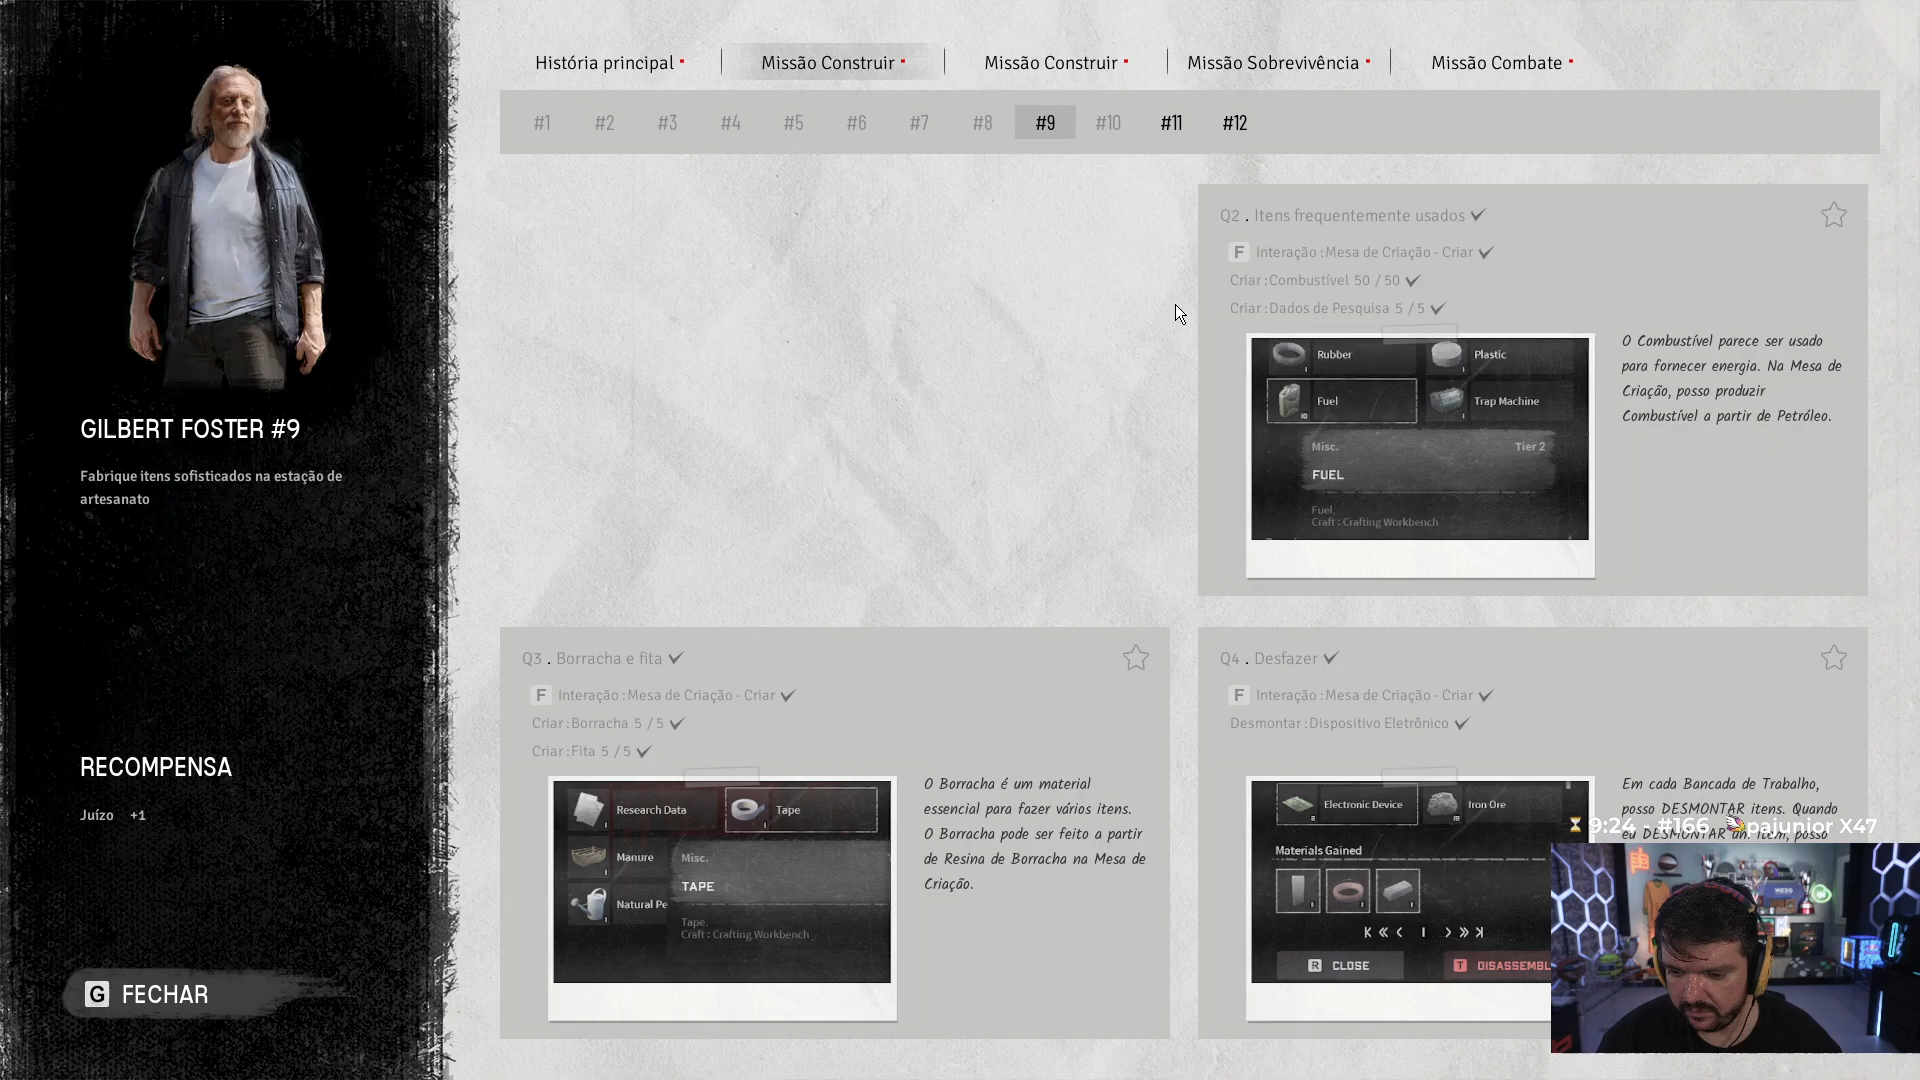 História principal
Missão Construir
Missão Construir
Missão Sobrevivência
Missão Combate
#1 #2 #3 #4 #5 #6 #7 #8 #9 #10 #11 #12
GILBERT FOSTER #9
Fabrique itens sofisticados na estação de
artesanato
RECOMPENSA
Juízo +1
G FECHAR
Q2 . Itens frequentemente usados
F Interação : Mesa de Criação - Criar
Criar : Combustível 50 / 50
Criar : Dados de Pesquisa 5 / 5
Rubber
Plastic
Fuel
10
Trap Machine
Misc. Tier 2
FUEL
Fuel.
Craft : Crafting Workbench
O Combustível parece ser usado
para fornecer energia. Na Mesa de
Criação, posso produzir
Combustível a partir de Petróleo.
Q3 . Borracha e fita
F Interação : Mesa de Criação - Criar
Criar : Borracha 5 / 5
Criar : Fita 5 / 5
Research Data
Tape
Manure
Misc.
TAPE
Natural Pe
Tape.
Craft : Crafting Workbench
O Borracha é um material
essencial para fazer vários itens.
O Borracha pode ser feito a partir
de Resina de Borracha na Mesa de
Criação.
Q4 . Desfazer
F Interação : Mesa de Criação - Criar
Desmontar : Dispositivo Eletrônico
Electronic Device
Iron Ore
Materials Gained
1
R CLOSE
T DISASSEMBL
Em cada Bancada de Trabalho,
posso DESMONTAR itens. Quando
eu DESMONTAR um item, posso
9:24 - #166 pajunior X47